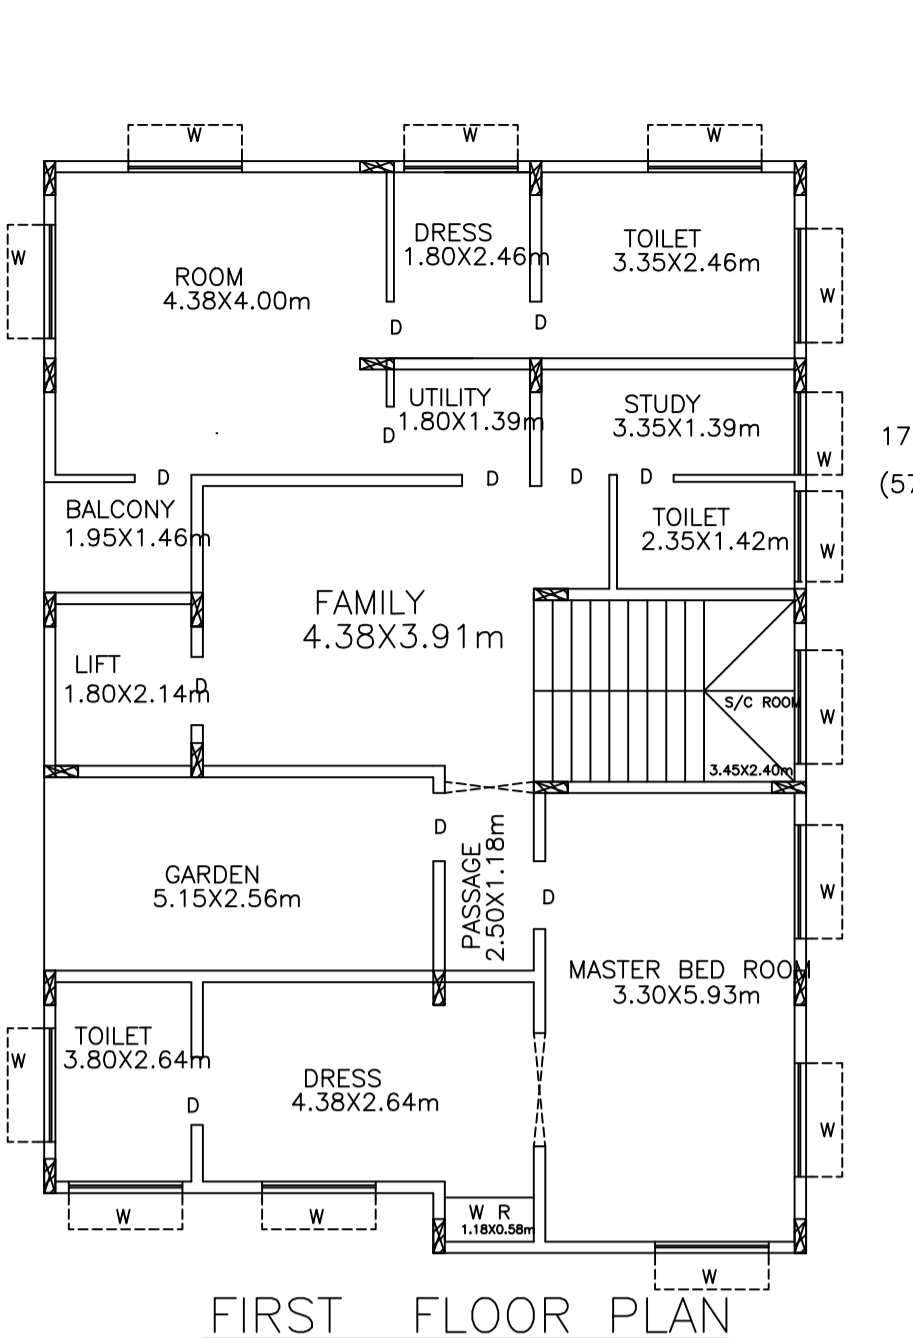 W
W
W
DRESS
1.80X2.46m
TOILET
3.35X2.46m
W
ROOM
4.38X4.00m
W
D
D
UTILITY
1.80X1.39m
D
STUDY
3.35X1.39m
17
(57
W
D
D
D
D
BALCONY
1.95X1.46m
TOILET
2.35X1.42m
W
FAMILY
4.38X3.91m
LIFT
1.80X2.14m
D
S/C ROOM
3.45X2.40m
W
D
PASSAGE
2.50X1.18m
GARDEN
5.15X2.56m
D
W
MASTER BED ROOM
3.30X5.93m
TOILET
3.80X2.64m
W
DRESS
4.38X2.64m
D
W
W
W
W R
1.18X0.58m
W
FIRST FLOOR PLAN